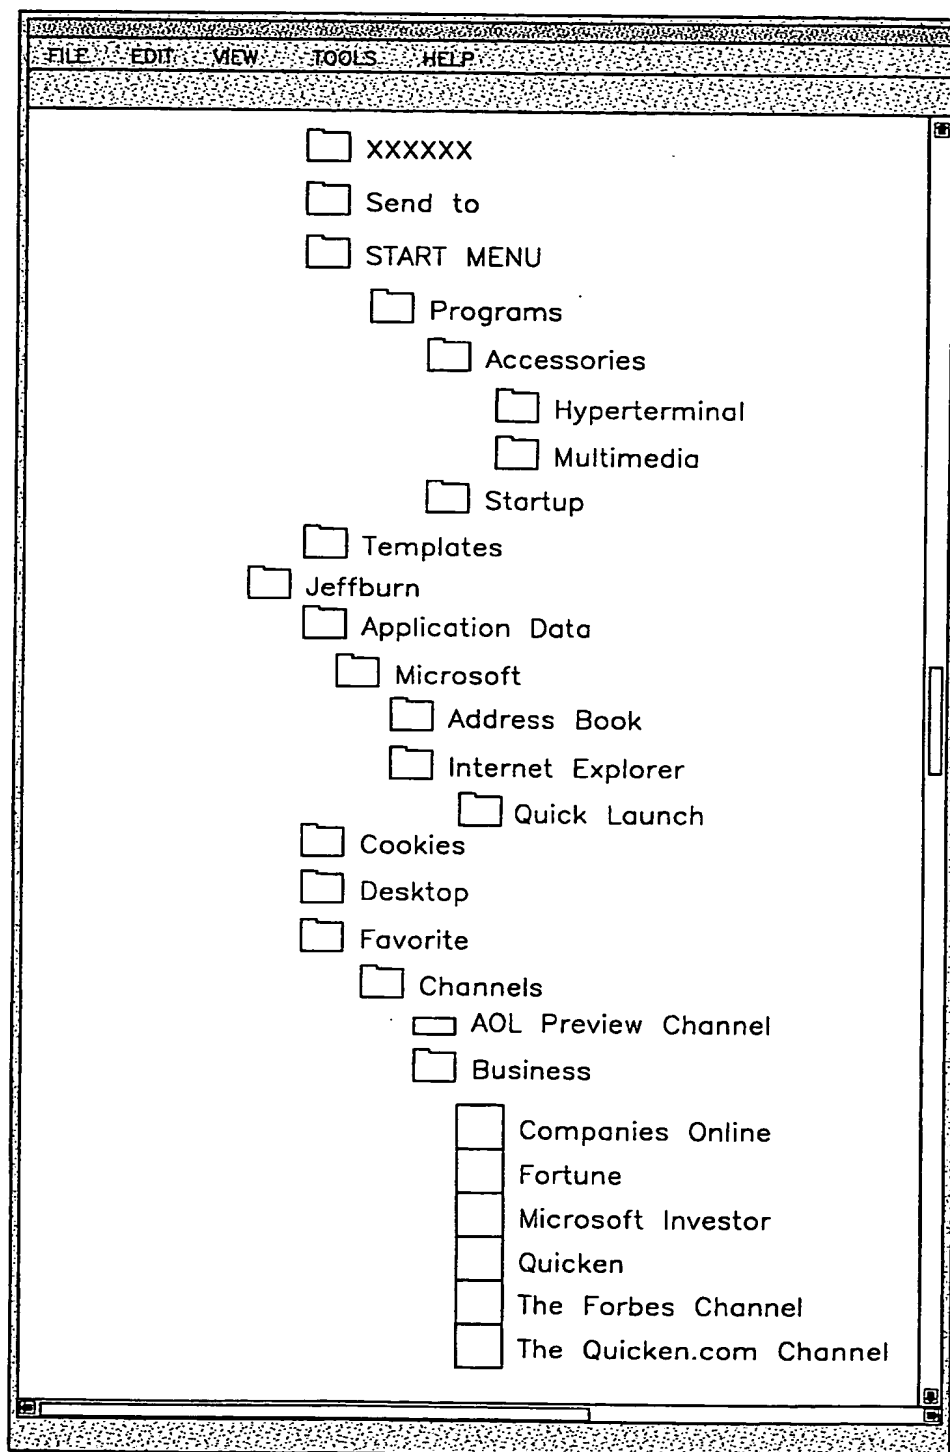 FILE EDIT VIEW TOOLS HELP
XXXXXX
Send to
START MENU
Programs
Accessories
Hyperterminal
Multimedia
Startup
Templates
Jeffburn
Application Data
Microsoft
Address Book
Internet Explorer
Quick Launch
Cookies
Desktop
Favorite
Channels
AOL Preview Channel
Business
Companies Online
Fortune
Microsoft Investor
Quicken
The Forbes Channel
The Quicken.com Channel